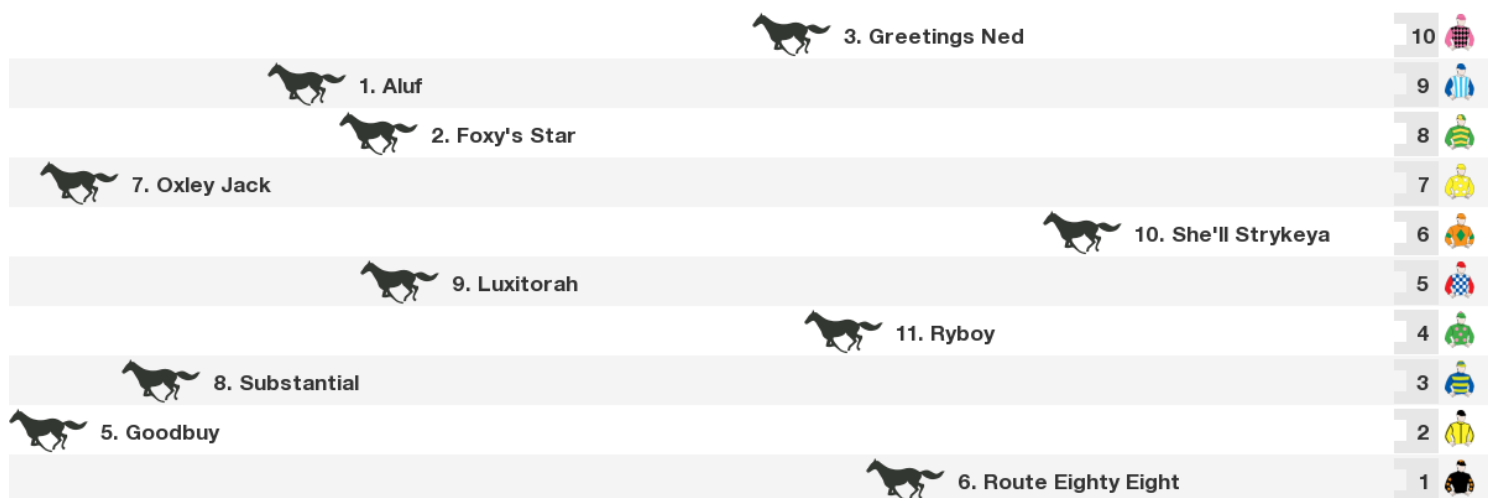 3. Greetings Ned 10
1. Aluf 9
2. Foxy's Star 8
7. Oxley Jack 7
10. She'll Strykeya 6
9. Luxitorah 5
11. Ryboy 4
8. Substantial 3
5. Goodbuy 2
6. Route Eighty Eight 1